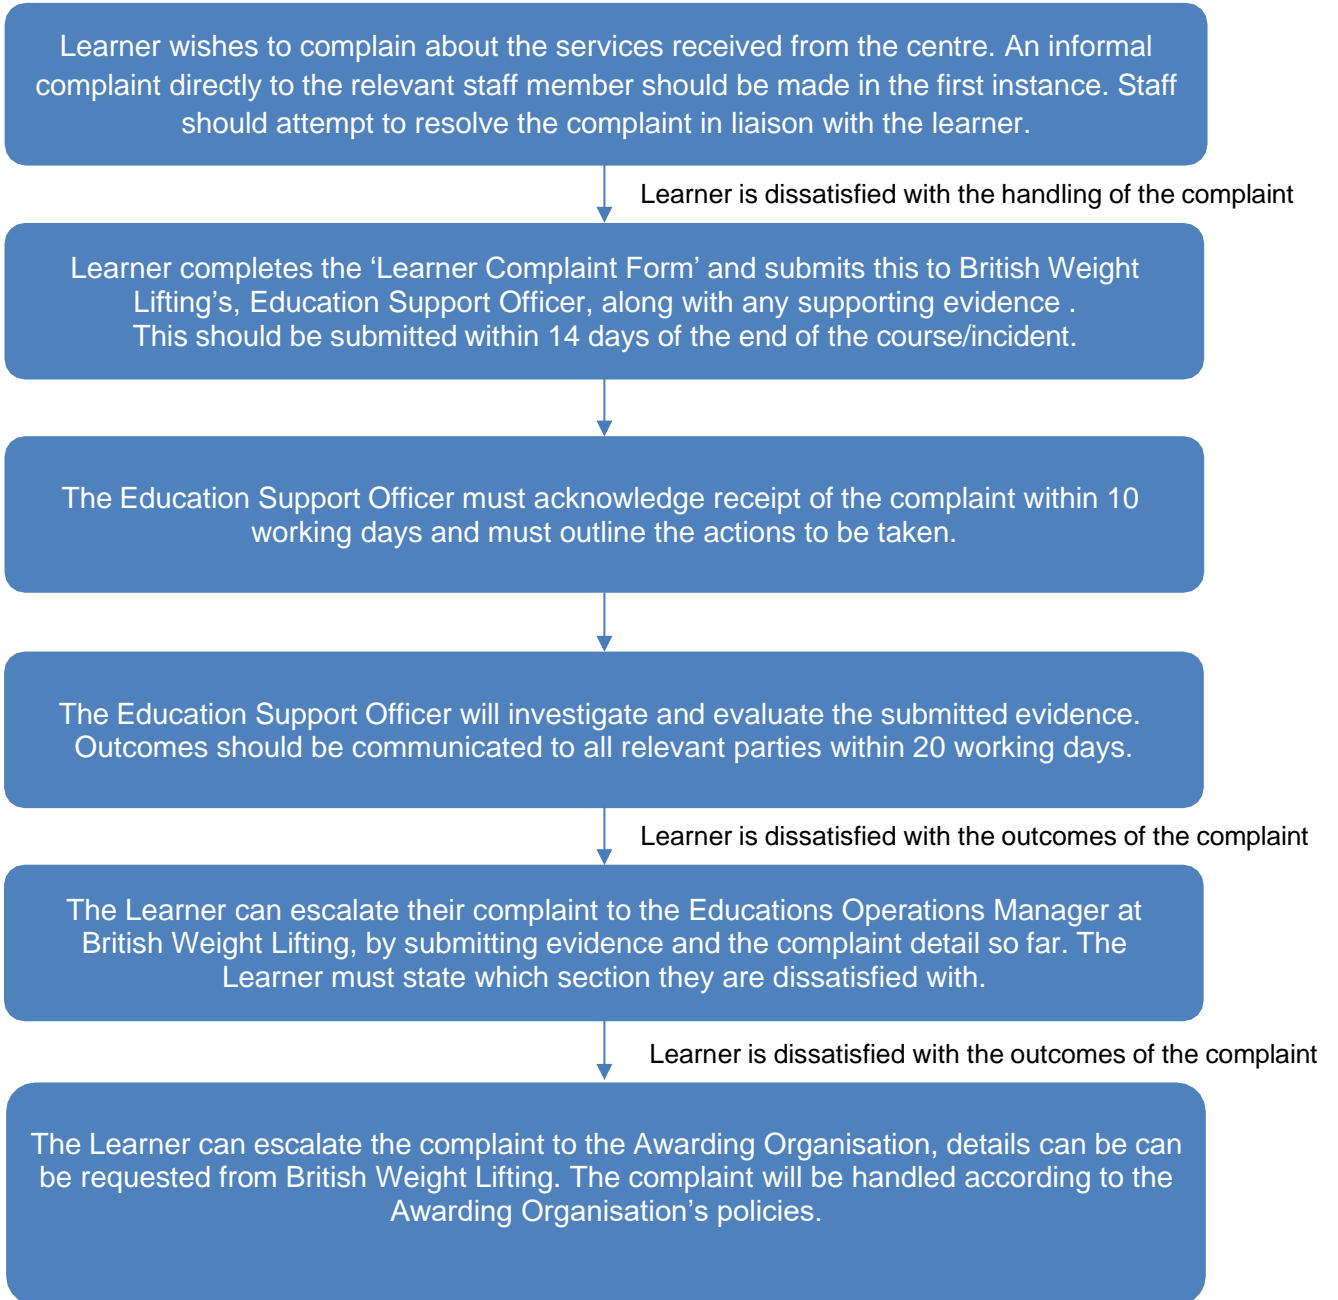 Learner wishes to complain about the services received from the centre. An informal
complaint directly to the relevant staff member should be made in the first instance. Staff
should attempt to resolve the complaint in liaison with the learner.
Learner is dissatisfied with the handling of the complaint
Learner completes the ‘Learner Complaint Form’ and submits this to British Weight
Lifting’s, Education Support Officer, along with any supporting evidence .
This should be submitted within 14 days of the end of the course/incident.
The Education Support Officer must acknowledge receipt of the complaint within 10
working days and must outline the actions to be taken.
The Education Support Officer will investigate and evaluate the submitted evidence.
Outcomes should be communicated to all relevant parties within 20 working days.
Learner is dissatisfied with the outcomes of the complaint
The Learner can escalate their complaint to the Educations Operations Manager at
British Weight Lifting, by submitting evidence and the complaint detail so far. The
Learner must state which section they are dissatisfied with.
Learner is dissatisfied with the outcomes of the complaint
The Learner can escalate the complaint to the Awarding Organisation, details can be can
be requested from British Weight Lifting. The complaint will be handled according to the
Awarding Organisation’s policies.